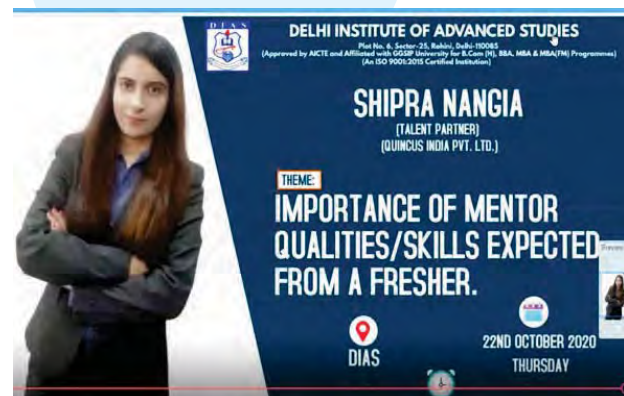 DIAS
DELHI INSTITUTE OF ADVANCED STUDIES
Plot No. 6, Sector-25, Rohini, Delhi-110085
(Approved by AICTE and Affiliated with GGSIP University for B.Com (H), BBA, MBA & MBA(FM) Programmes)
(An ISO 9001:2015 Certified Institution)
SHIPRA NANGIA
(TALENT PARTNER)
(QUINCUS INDIA PVT. LTD.)
THEME:
IMPORTANCE OF MENTOR
QUALITIES/SKILLS EXPECTED
FROM A FRESHER.
DIAS
22ND OCTOBER 2020
THURSDAY